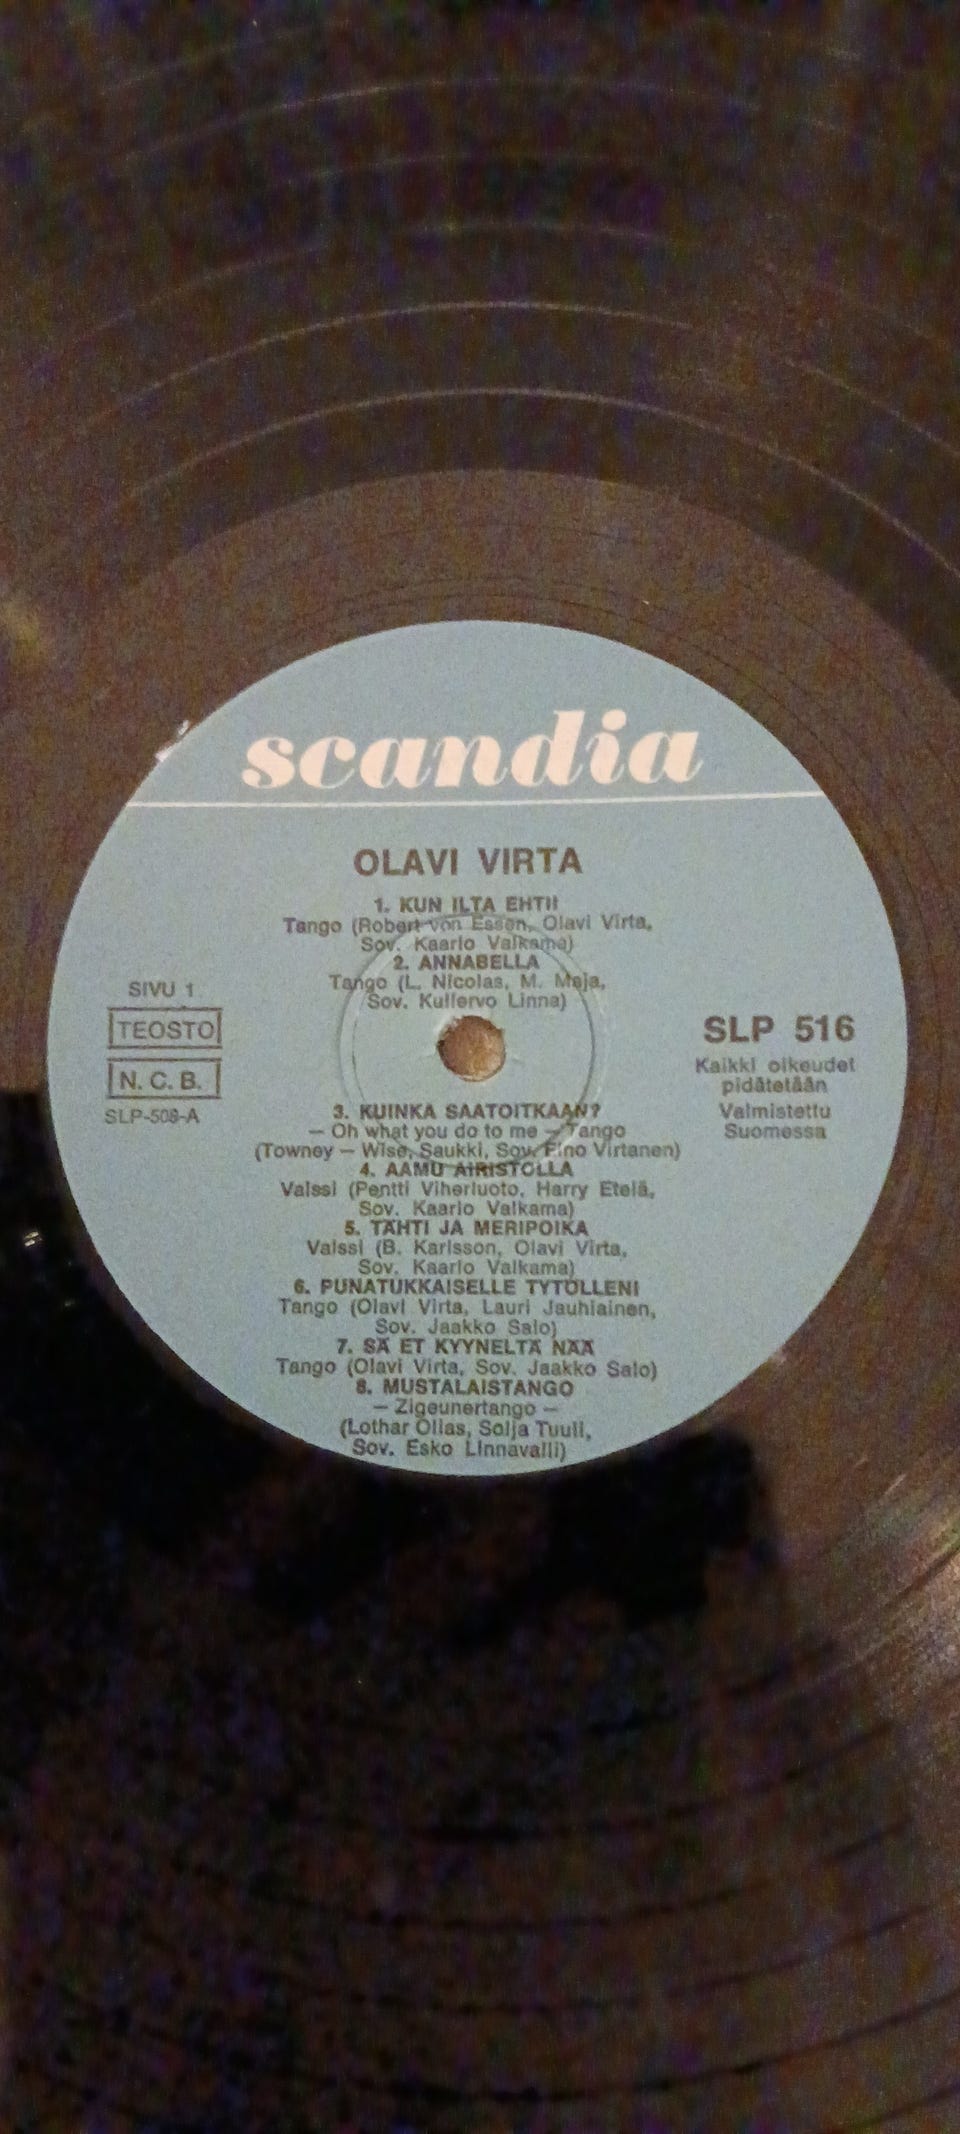 scandia
OLAVI VIRTA
1. KUN ILTA EHTII
Tango (Robert von Essen, Olavi Virta,
Sov. Kaarlo Valkama)
2. ANNABELLA
Tango (L. Nicolas, M. Maja,
Sov. Kullervo Linna)
SIVU 1
TEOSTO
N. C. B.
SLP-508-A
SLP 516
Kaikki oikeudet
pidätetään
Valmistettu
Suomessa
3. KUINKA SAATOITKAAN?
— Oh what you do to me — Tango
(Towney — Wise, Saukki, Sov. Eino Virtanen)
4. AAMU AIRISTOLLA
Valssi (Pentti Viherluoto, Harry Etelä,
Sov. Kaarlo Valkama)
5. TÄHTI JA MERIPOIKA
Valssi (B. Karlsson, Olavi Virta,
Sov. Kaarlo Valkama)
6. PUNATUKKAISELLE TYTÖLLENI
Tango (Olavi Virta, Lauri Jauhiainen,
Sov. Jaakko Salo)
7. SÄ ET KYYNELTÄ NÄÄ
Tango (Olavi Virta, Sov. Jaakko Salo)
8. MUSTALAISTANGO
— Zigeunertango —
(Lothar Olias, Solja Tuuli,
Sov. Esko Linnavalli)